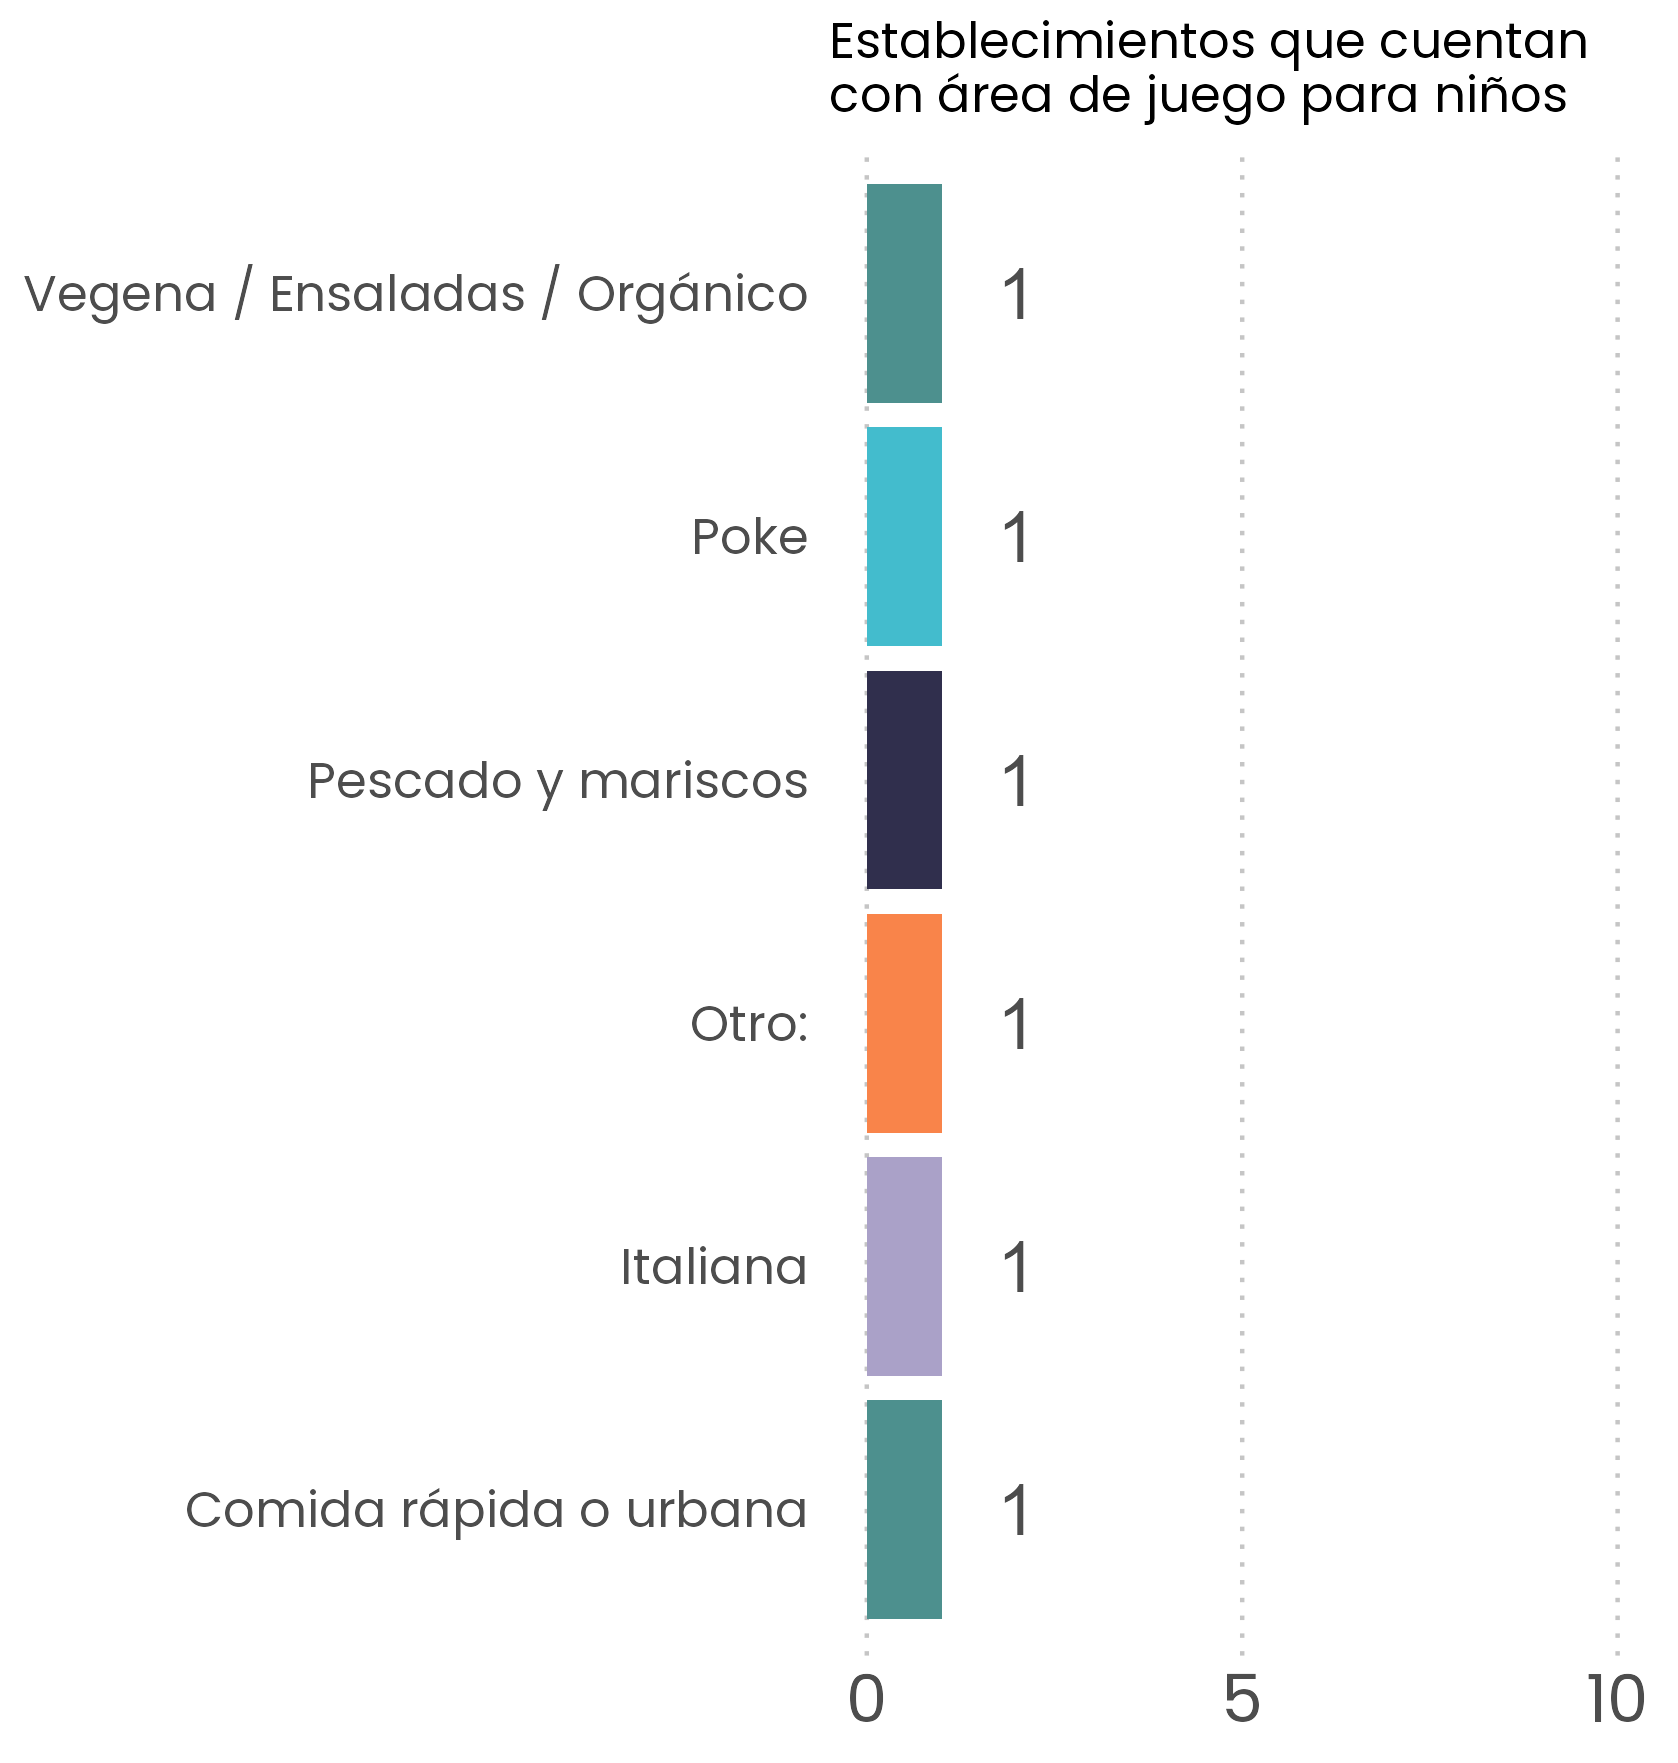 Establecimientos que cuentan
con área de juego para niños
Vegena / Ensaladas / Orgánico
1
Poke
1
Pescado y mariscos
1
Otro:
1
Italiana
1
Comida rápida o urbana
1
0 5 10